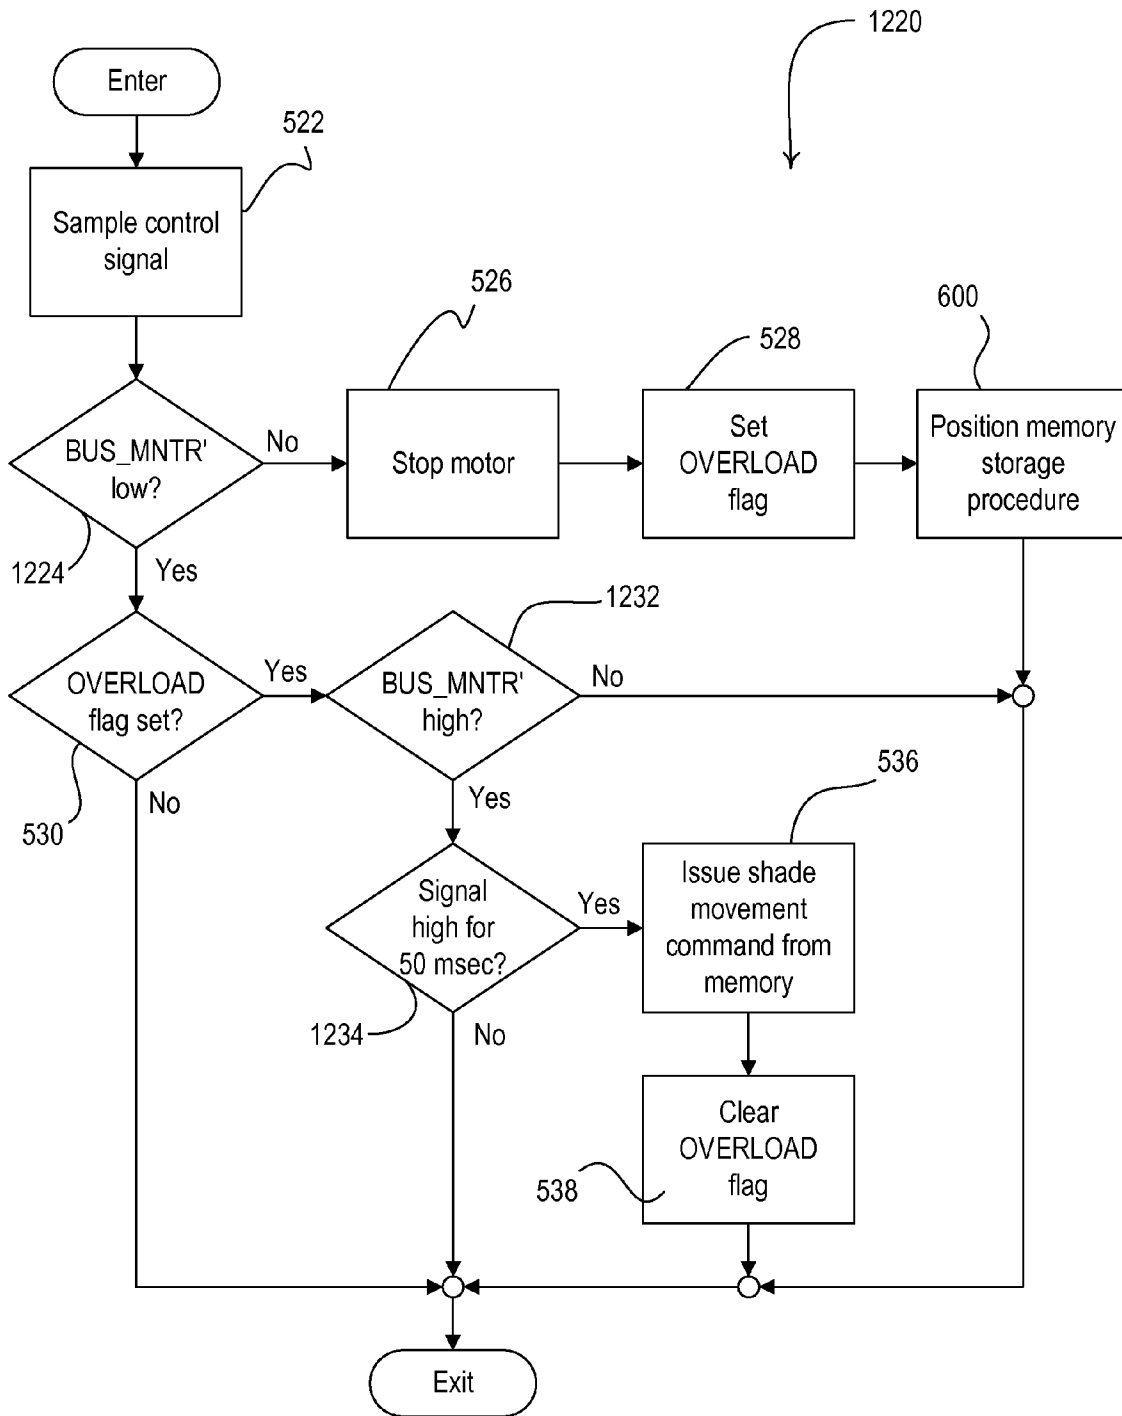 1220
Enter
522
Sample control
signal
526
528
600
BUS_MNTR'
low?
No
Stop motor
Set
OVERLOAD
flag
Position memory
storage
procedure
1224
Yes
1232
OVERLOAD
flag set?
Yes
BUS_MNTR'
high?
No
530
No
Yes
536
Signal
high for
50 msec?
Yes
Issue shade
movement
command from
memory
1234
No
Clear
OVERLOAD
flag
538
Exit